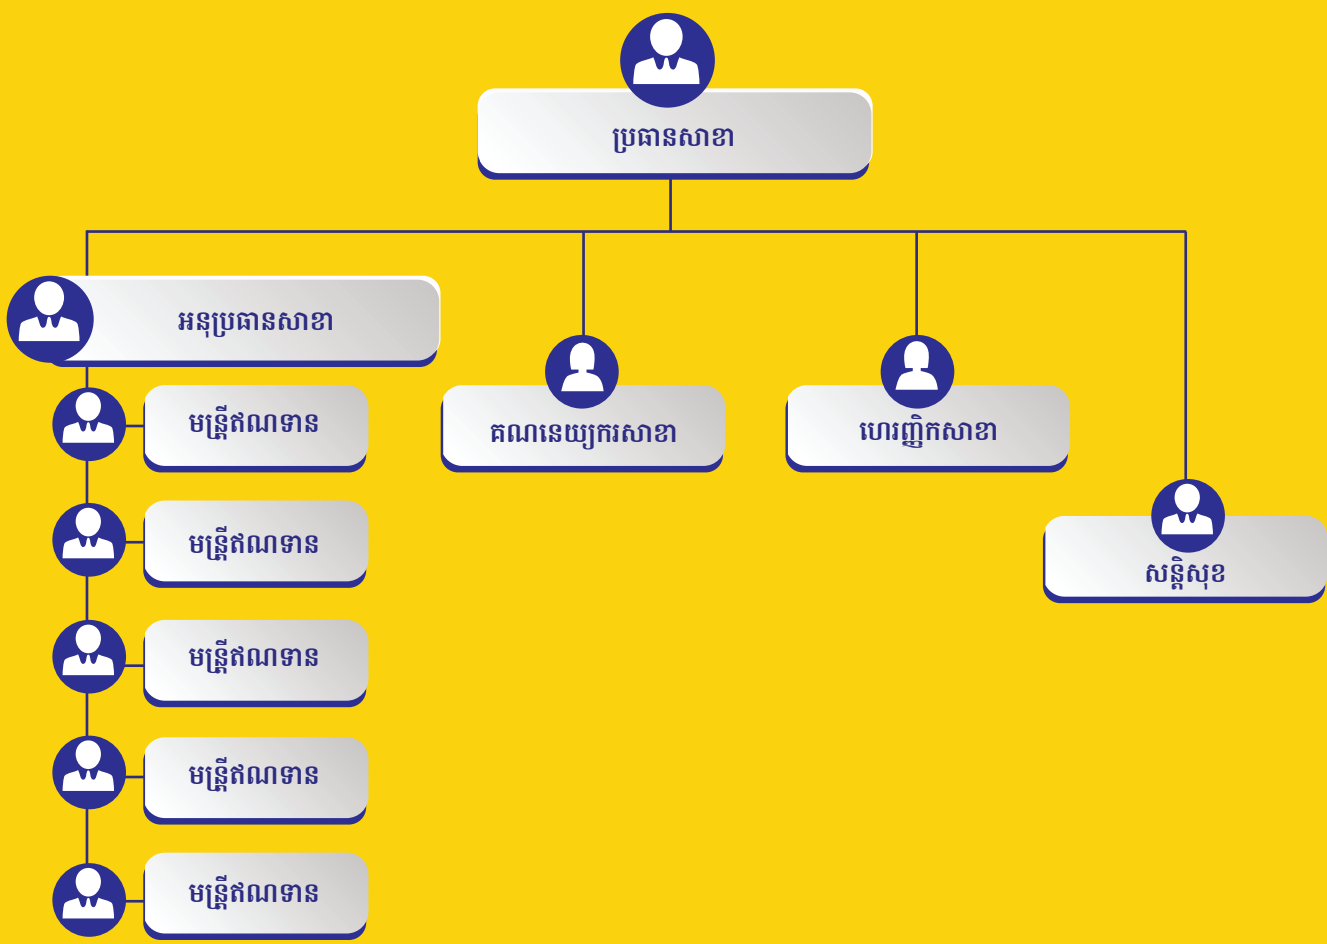 ប្រធានសាខា
អនុប្រធានសាខា
មន្ត្រីឥណទាន
គណនេយ្យករសាខា
ហេរញ្ញិកសាខា
មន្ត្រីឥណទាន
សន្តិសុខ
មន្ត្រីឥណទាន
មន្ត្រីឥណទាន
មន្ត្រីឥណទាន